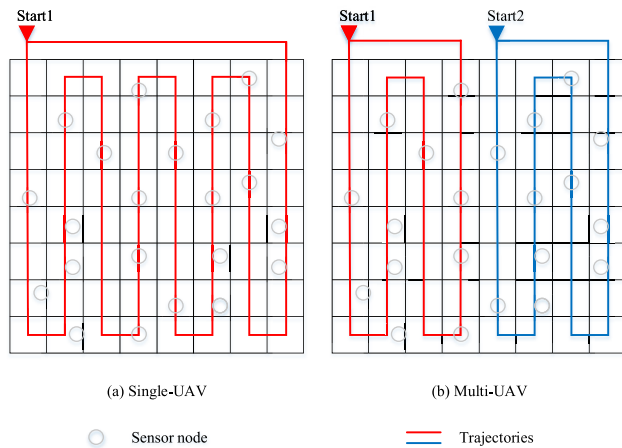 Start1
Start1
Start2
(a) Single-UAV
(b) Multi-UAV
Sensor node
Trajectories